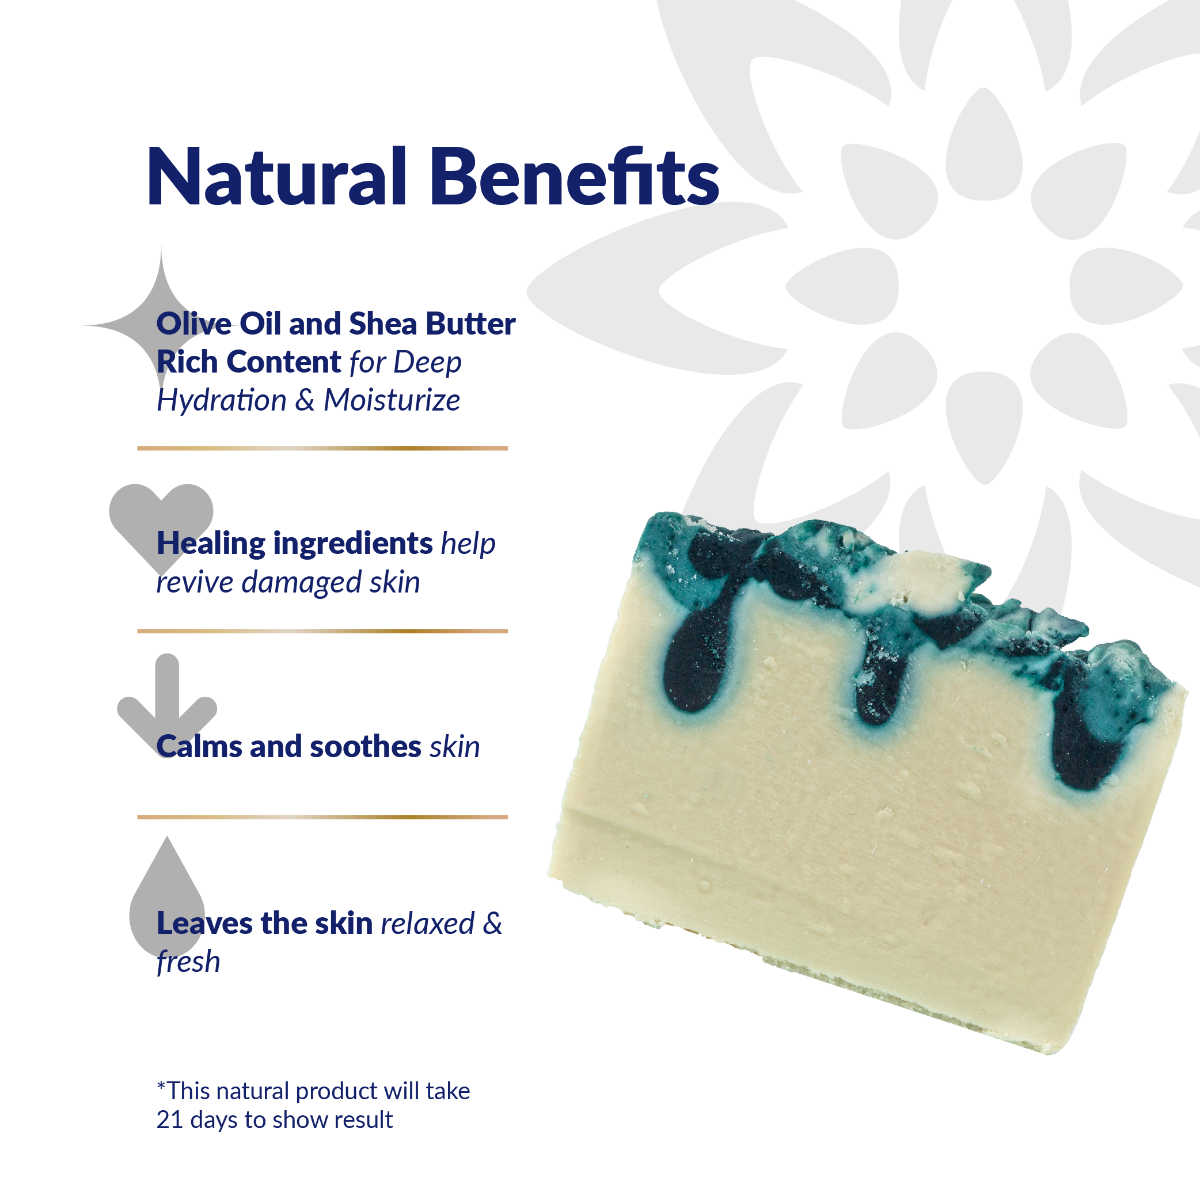 Natural Benefits
Olive Oil and Shea Butter
Rich Content for Deep
Hydration & Moisturize
Healing ingredients help
revive damaged skin
Calms and soothes skin
Leaves the skin relaxed &
fresh
*This natural product will take
21 days to show result